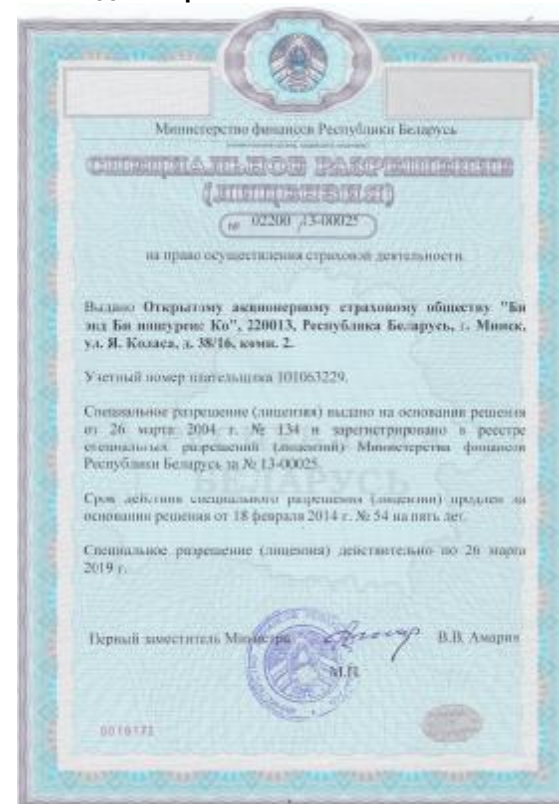 Министерство финансов Республики Беларусь
СПЕЦИАЛЬНОЕ РАЗРЕШЕНИЕ
(ЛИЦЕНЗИЯ)
№ 02200 /13-00025
на право осуществления страховой деятельности
Выдано Открытому акционерному страховому обществу "Би
энд Би иншуренс Ко", 220013, Республика Беларусь, г. Минск,
ул. Я. Коласа, д. 38/16, комн. 2.
Учетный номер плательщика 101063229.
Специальное разрешение (лицензия) выдано на основании решения
от 26 марта 2004 г. № 134 и зарегистрировано в реестре
специальных разрешений (лицензий) Министерства финансов
Республики Беларусь за № 13-00025.
БЕЛАРУСЬ
Срок действия специального разрешения (лицензии) продлен на
основании решения от 18 февраля 2014 г. № 54 на пять лет.
Специальное разрешение (лицензия) действительно по 26 марта
2019 г.
Первый заместитель Министра В.В. Амарин
М.П.
0018172